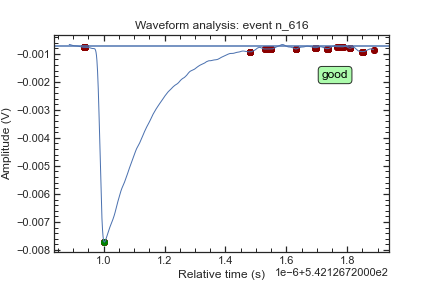 Waveform analysis: event n_616
Amplitude (V)
−0.001
−0.002
−0.003
−0.004
−0.005
−0.006
−0.007
−0.008
good
1.0
1.2
1.4
1.6
1.8
Relative time (s)
1e−6+5.4212672000e2